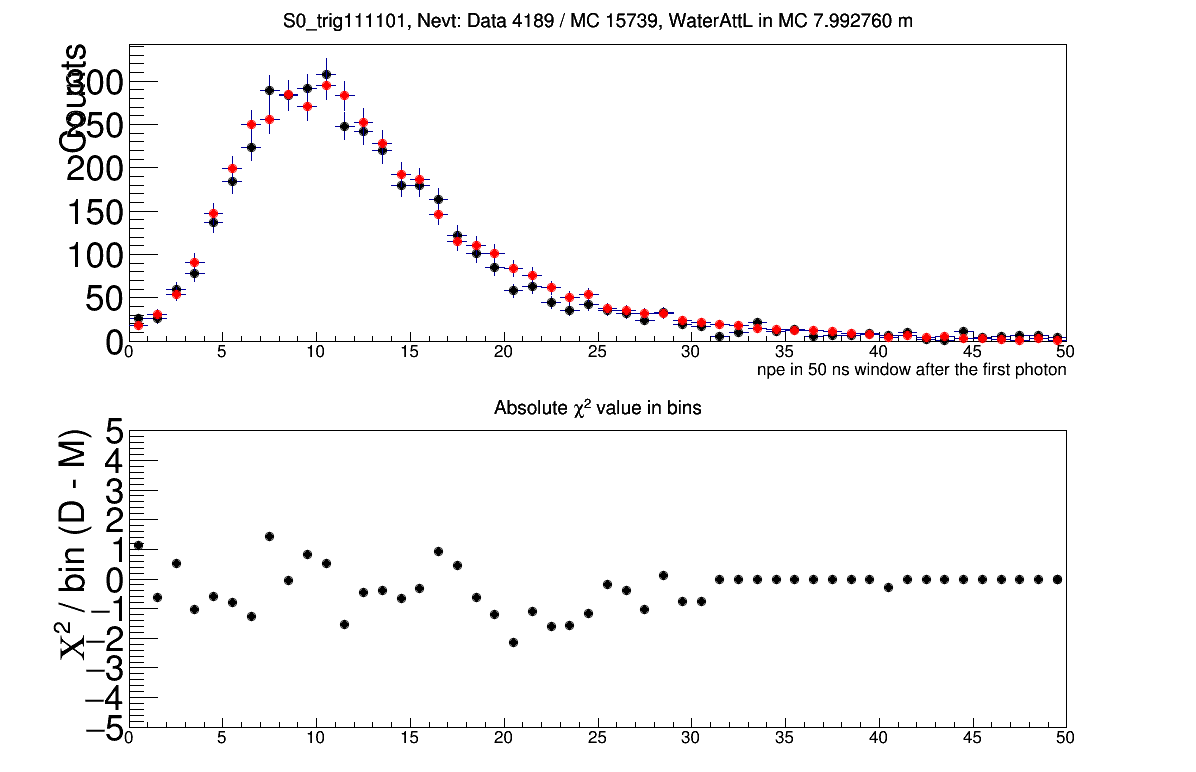 S0_trig111101, Nevt: Data 4189 / MC 15739, WaterAttL in MC 7.992760 m
Counts
300
250
200
150
100
50
0
0 5 10 15 20 25 30 35 40 45 50
npe in 50 ns window after the first photon
Absolute χ² value in bins
X² / bin (D - M)
5
4
3
2
1
0
−1
−2
−3
−4
−5
0 5 10 15 20 25 30 35 40 45 50